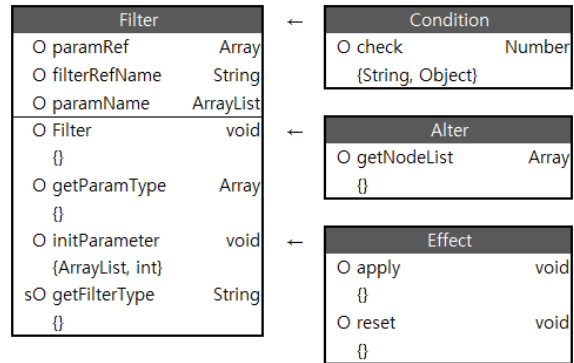 Filter
O paramRef Array
O filterRefName String
O paramName ArrayList
O Filter void
{}
O getParamType Array
{}
O initParameter void
{ArrayList, int}
sO getFilterType String
{}
← Condition
O check Number
{String, Object}
← Alter
O getNodeList Array
{}
← Effect
O apply void
{}
O reset void
{}